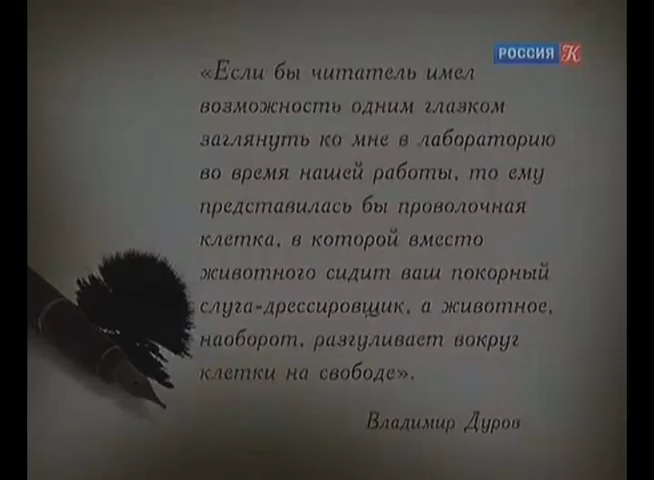 РОССИЯ К
«Если бы читатель имел
возможность одним глазком
заглянуть ко мне в лабораторию
во время нашей работы, то ему
представилась бы проволочная
клетка, в которой вместо
животного сидит ваш покорный
слуга-дрессировщик, а животное,
наоборот, разгуливает вокруг
клетки на свободе».
Владимир Дуров